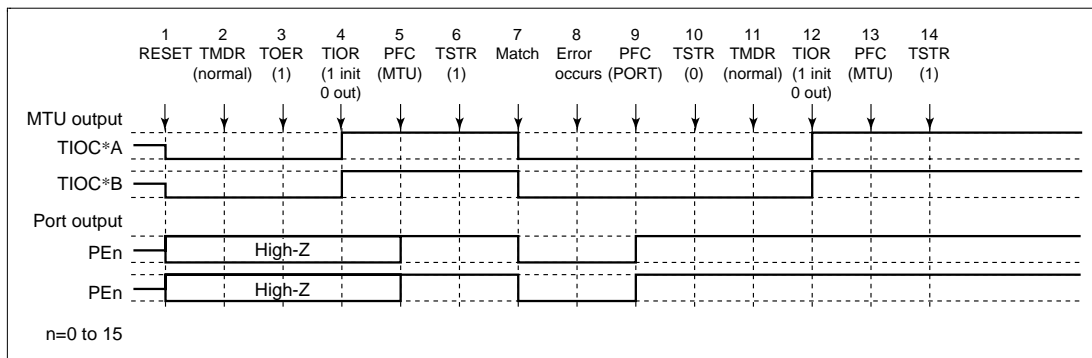 1 2 3 4 5 6 7 8 9 10 11 12 13 14
RESET TMDR TOER TIOR PFC TSTR Match Error PFC TSTR TMDR TIOR PFC TSTR
(normal) (1) (1 init (MTU) (1) occurs (PORT) (0) (normal) (1 init (MTU) (1)
0 out) 0 out)
MTU output
TIOC*A
TIOC*B
Port output
PEn High-Z
PEn High-Z
n=0 to 15